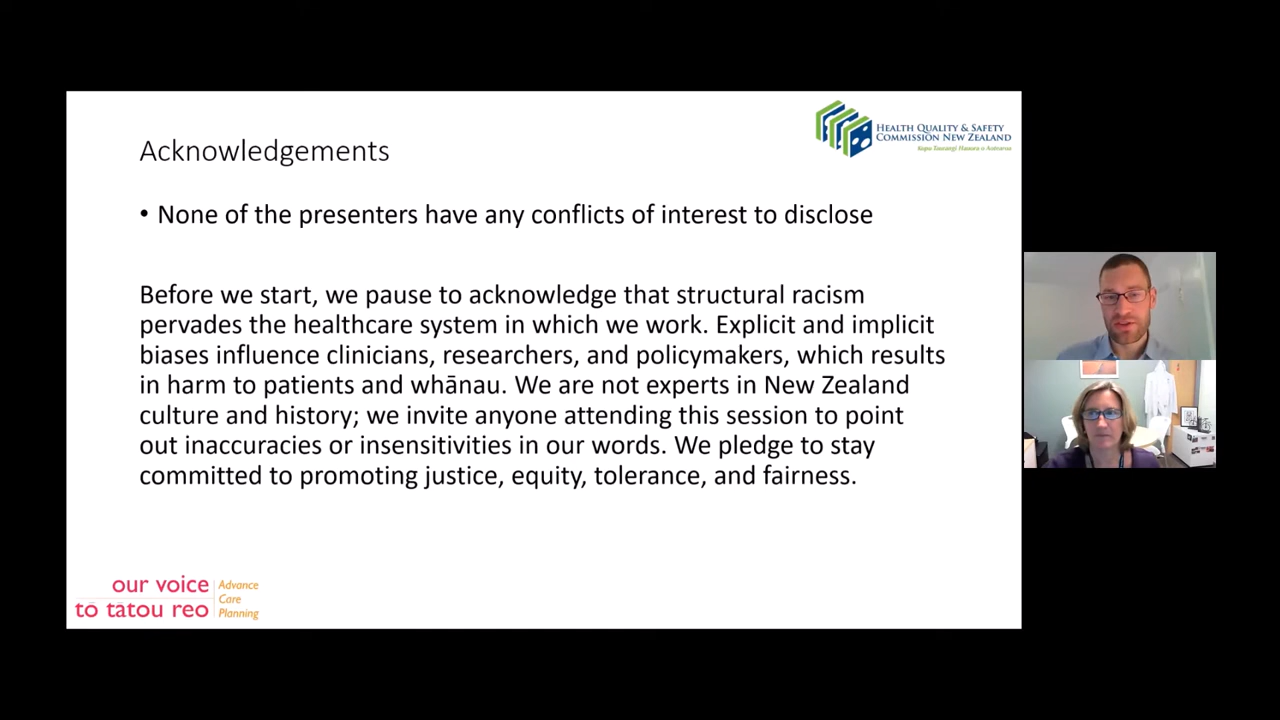 Acknowledgements
HEALTH QUALITY & SAFETY
COMMISSION NEW ZEALAND
Kupu Taurangi Hauora o Aotearoa
• None of the presenters have any conflicts of interest to disclose
Before we start, we pause to acknowledge that structural racism
pervades the healthcare system in which we work. Explicit and implicit
biases influence clinicians, researchers, and policymakers, which results
in harm to patients and whānau. We are not experts in New Zealand
culture and history; we invite anyone attending this session to point
out inaccuracies or insensitivities in our words. We pledge to stay
committed to promoting justice, equity, tolerance, and fairness.
our voice
tō tātou reo
Advance
Care
Planning